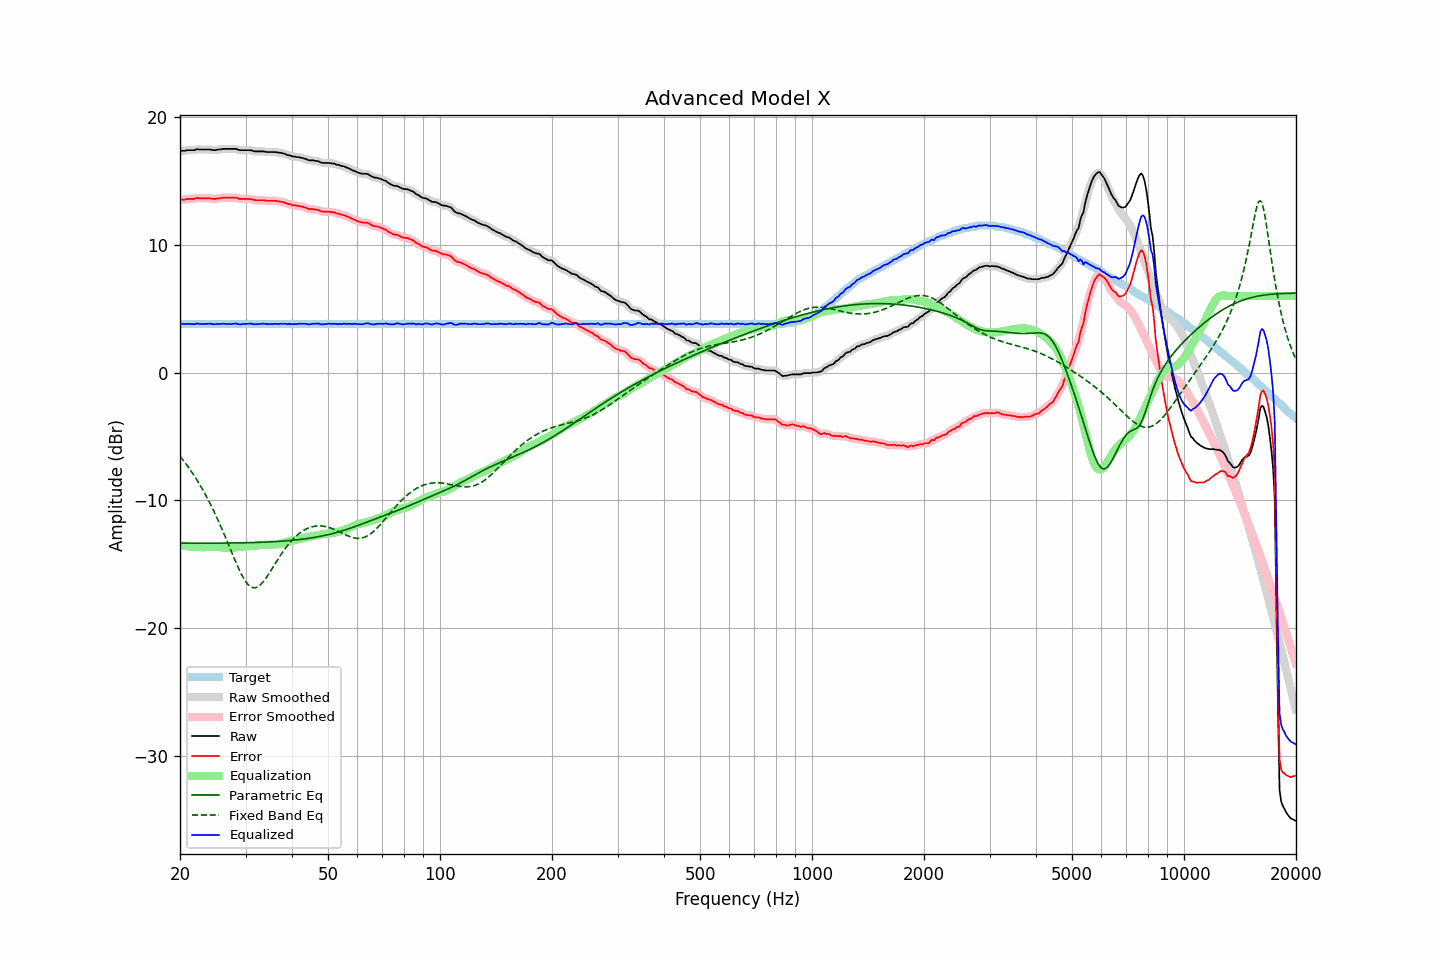 Advanced Model X
20
10
0
−10
−20
−30
Amplitude (dBr)
Target
Raw Smoothed
Error Smoothed
Raw
Error
Equalization
Parametric Eq
Fixed Band Eq
Equalized
20 50 100 200 500 1000 2000 5000 10000 20000
Frequency (Hz)